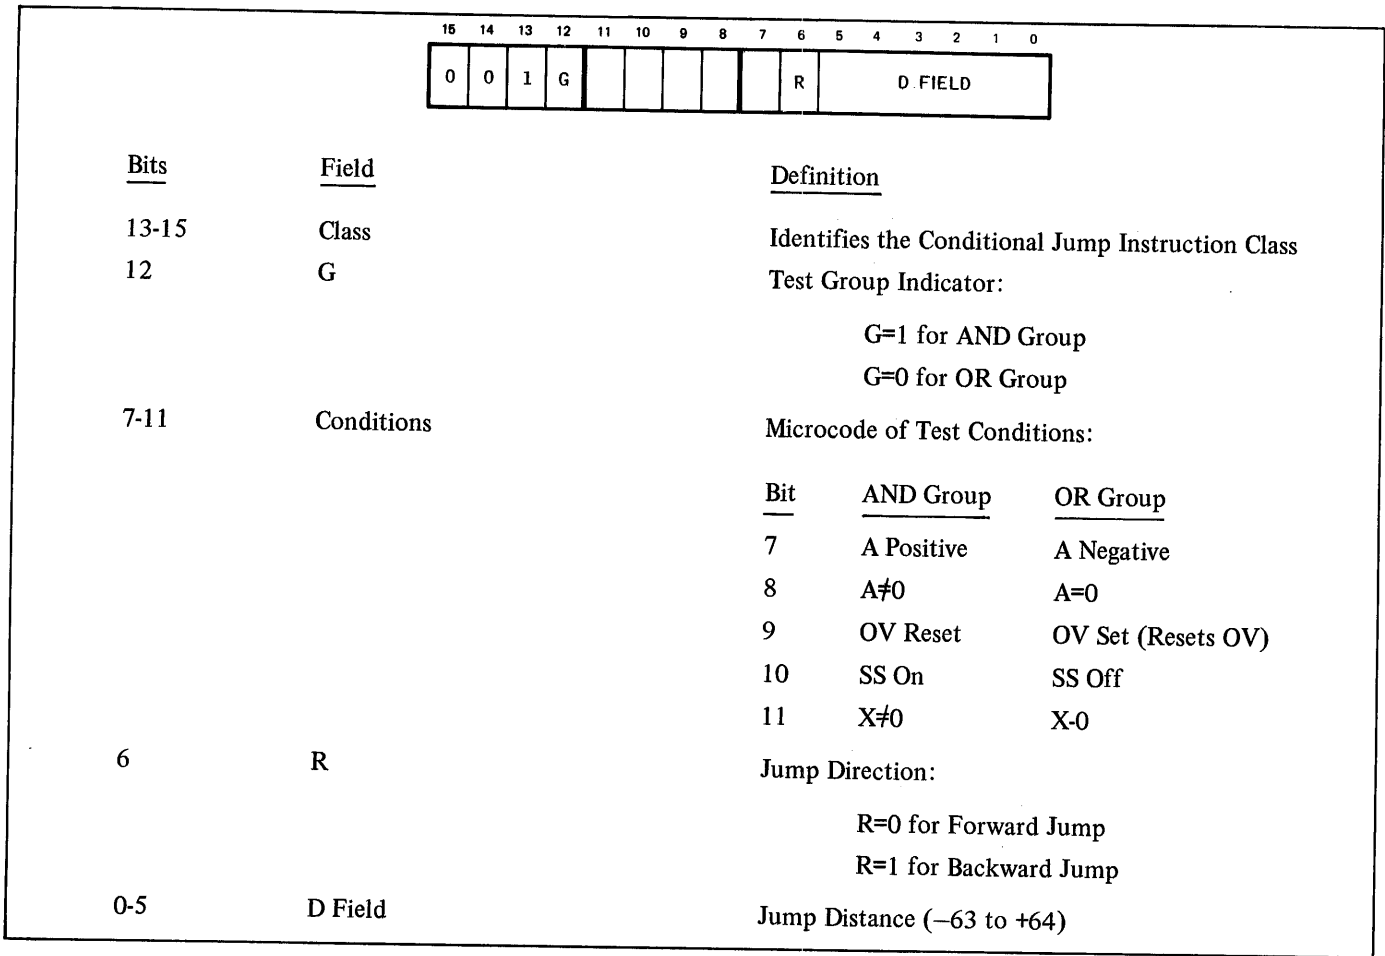 15 14 13 12 11 10 9 8 7 6 5 4 3 2 1 0
0 0 1 G R D FIELD
Bits Field Definition
13-15 Class Identifies the Conditional Jump Instruction Class
12 G Test Group Indicator:
G=1 for AND Group
G=0 for OR Group
7-11 Conditions Microcode of Test Conditions:
Bit AND Group OR Group
7 A Positive A Negative
8 A≠0 A=0
9 OV Reset OV Set (Resets OV)
10 SS On SS Off
11 X≠0 X-0
6 R Jump Direction:
R=0 for Forward Jump
R=1 for Backward Jump
0-5 D Field Jump Distance (−63 to +64)